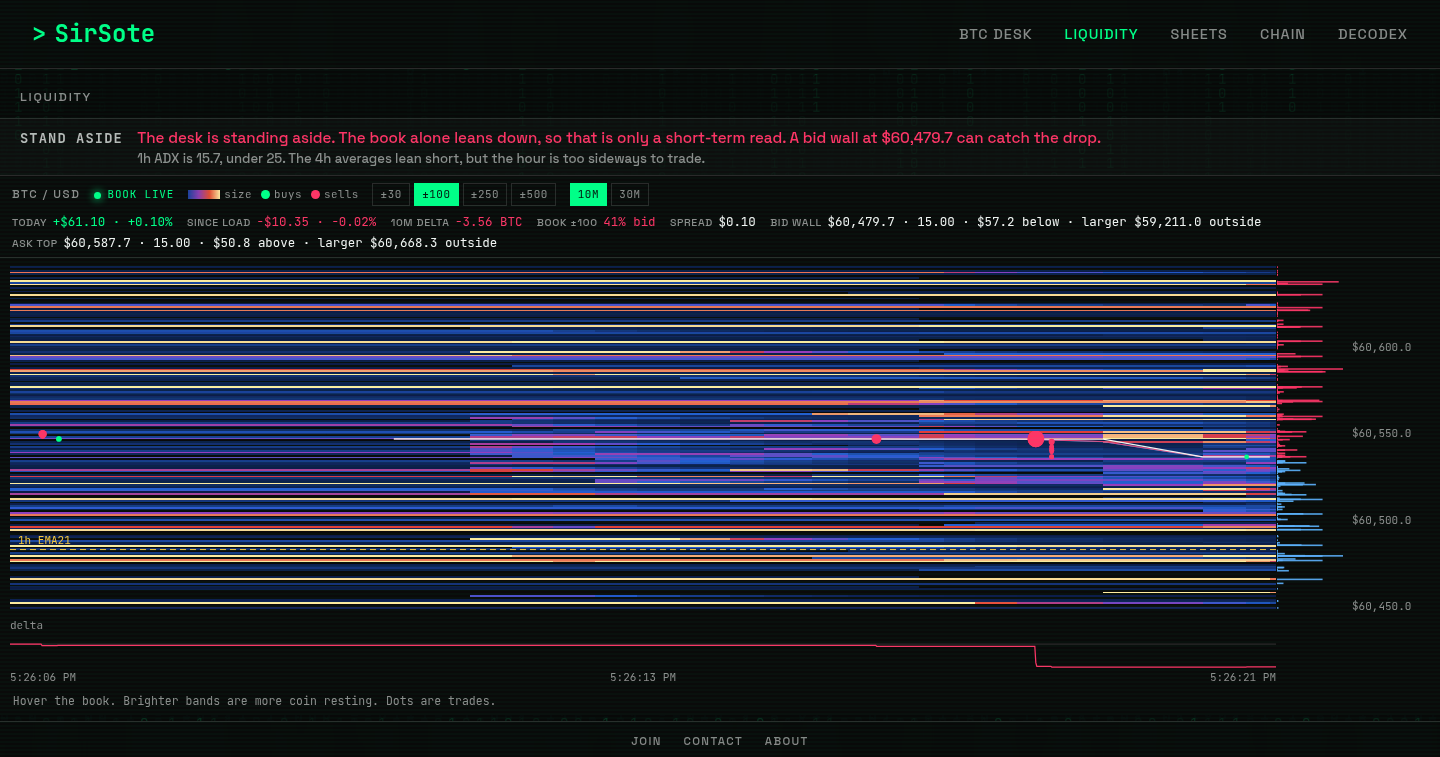 > SirSote
BTC DESK LIQUIDITY SHEETS CHAIN DECODEX
LIQUIDITY
STAND ASIDE The desk is standing aside. The book alone leans down, so that is only a short-term read. A bid wall at $60,479.7 can catch the drop.
1h ADX is 15.7, under 25. The 4h averages lean short, but the hour is too sideways to trade.
BTC / USD BOOK LIVE size buys sells ±30 ±100 ±250 ±500 10M 30M
TODAY +$61.10 · +0.10% SINCE LOAD -$10.35 · -0.02% 10M DELTA -3.56 BTC BOOK ±100 41% bid SPREAD $0.10 BID WALL $60,479.7 · 15.00 · $57.2 below · larger $59,211.0 outside
ASK TOP $60,587.7 · 15.00 · $50.8 above · larger $60,668.3 outside
$60,600.0
$60,550.0
$60,500.0
1h EMA21
$60,450.0
delta
5:26:06 PM 5:26:13 PM 5:26:21 PM
Hover the book. Brighter bands are more coin resting. Dots are trades.
JOIN CONTACT ABOUT